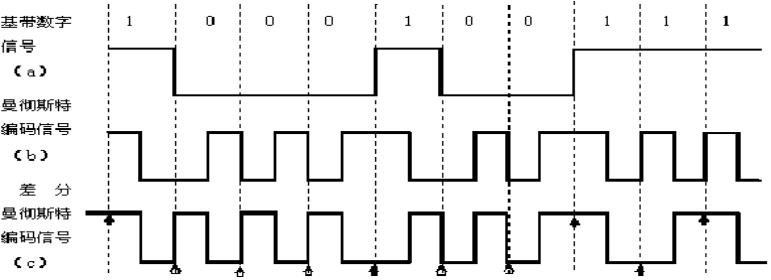 基带数字 1 0 0 0 1 0 0 1 1 1
信号
（a）
曼彻斯特
编码信号
（b）
差 分
曼彻斯特
编码信号
（c）